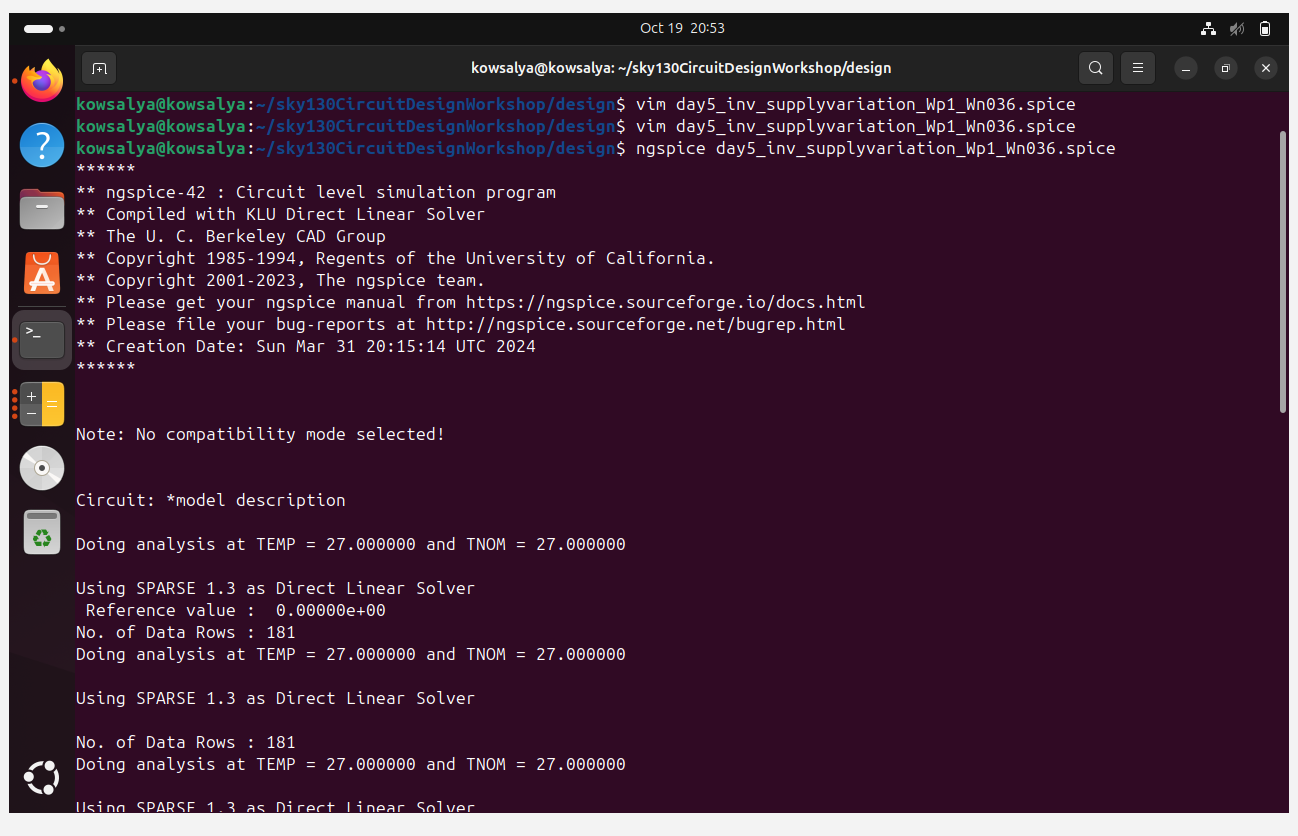 Oct 19 20:53
kowsalya@kowsalya: ~/sky130CircuitDesignWorkshop/design
kowsalya@kowsalya:~/sky130CircuitDesignWorkshop/design$ vim day5_inv_supplyvariation_Wp1_Wn036.spice
kowsalya@kowsalya:~/sky130CircuitDesignWorkshop/design$ vim day5_inv_supplyvariation_Wp1_Wn036.spice
kowsalya@kowsalya:~/sky130CircuitDesignWorkshop/design$ ngspice day5_inv_supplyvariation_Wp1_Wn036.spice
******
** ngspice-42 : Circuit level simulation program
** Compiled with KLU Direct Linear Solver
** The U. C. Berkeley CAD Group
** Copyright 1985-1994, Regents of the University of California.
** Copyright 2001-2023, The ngspice team.
** Please get your ngspice manual from https://ngspice.sourceforge.io/docs.html
** Please file your bug-reports at http://ngspice.sourceforge.net/bugrep.html
** Creation Date: Sun Mar 31 20:15:14 UTC 2024
******
Note: No compatibility mode selected!
Circuit: *model description
Doing analysis at TEMP = 27.000000 and TNOM = 27.000000
Using SPARSE 1.3 as Direct Linear Solver
Reference value :  0.00000e+00
No. of Data Rows : 181
Doing analysis at TEMP = 27.000000 and TNOM = 27.000000
Using SPARSE 1.3 as Direct Linear Solver
No. of Data Rows : 181
Doing analysis at TEMP = 27.000000 and TNOM = 27.000000
Using SPARSE 1.3 as Direct Linear Solver